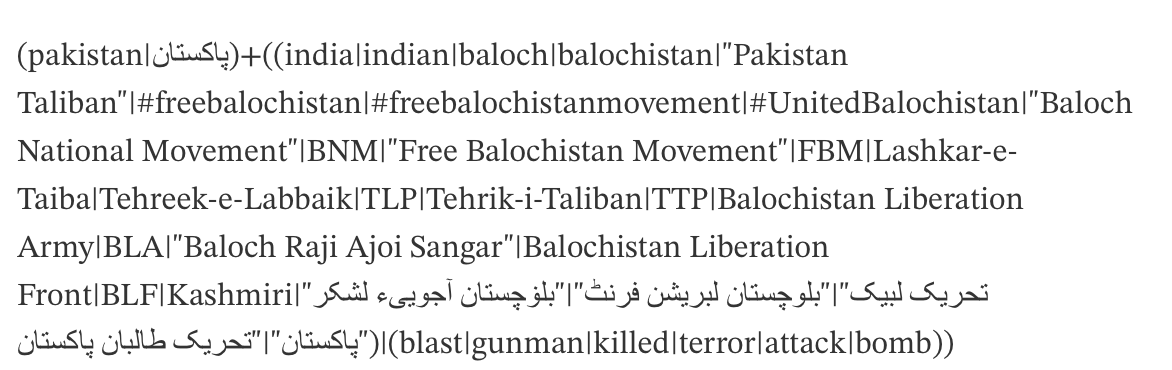 (pakistan|پاکستان)+((india|indian|baloch|balochistan|"Pakistan
Taliban"|#freebalochistan|#freebalochistanmovement|#UnitedBalochistan|"Baloch
National Movement"|BNM|"Free Balochistan Movement"|FBM|Lashkar-e-
Taiba|Tehreek-e-Labbaik|TLP|Tehrik-i-Taliban|TTP|Balochistan Liberation
Army|BLA|"Baloch Raji Ajoi Sangar"|Balochistan Liberation
Front|BLF|Kashmiri|"بلۏچستان آجوییء لشکر"|"بلوچستان لبریشن فرنٹ"|"تحریک لبیک
پاکستان"|"تحریک طالبان پاکستان")|(blast|gunman|killed|terror|attack|bomb))